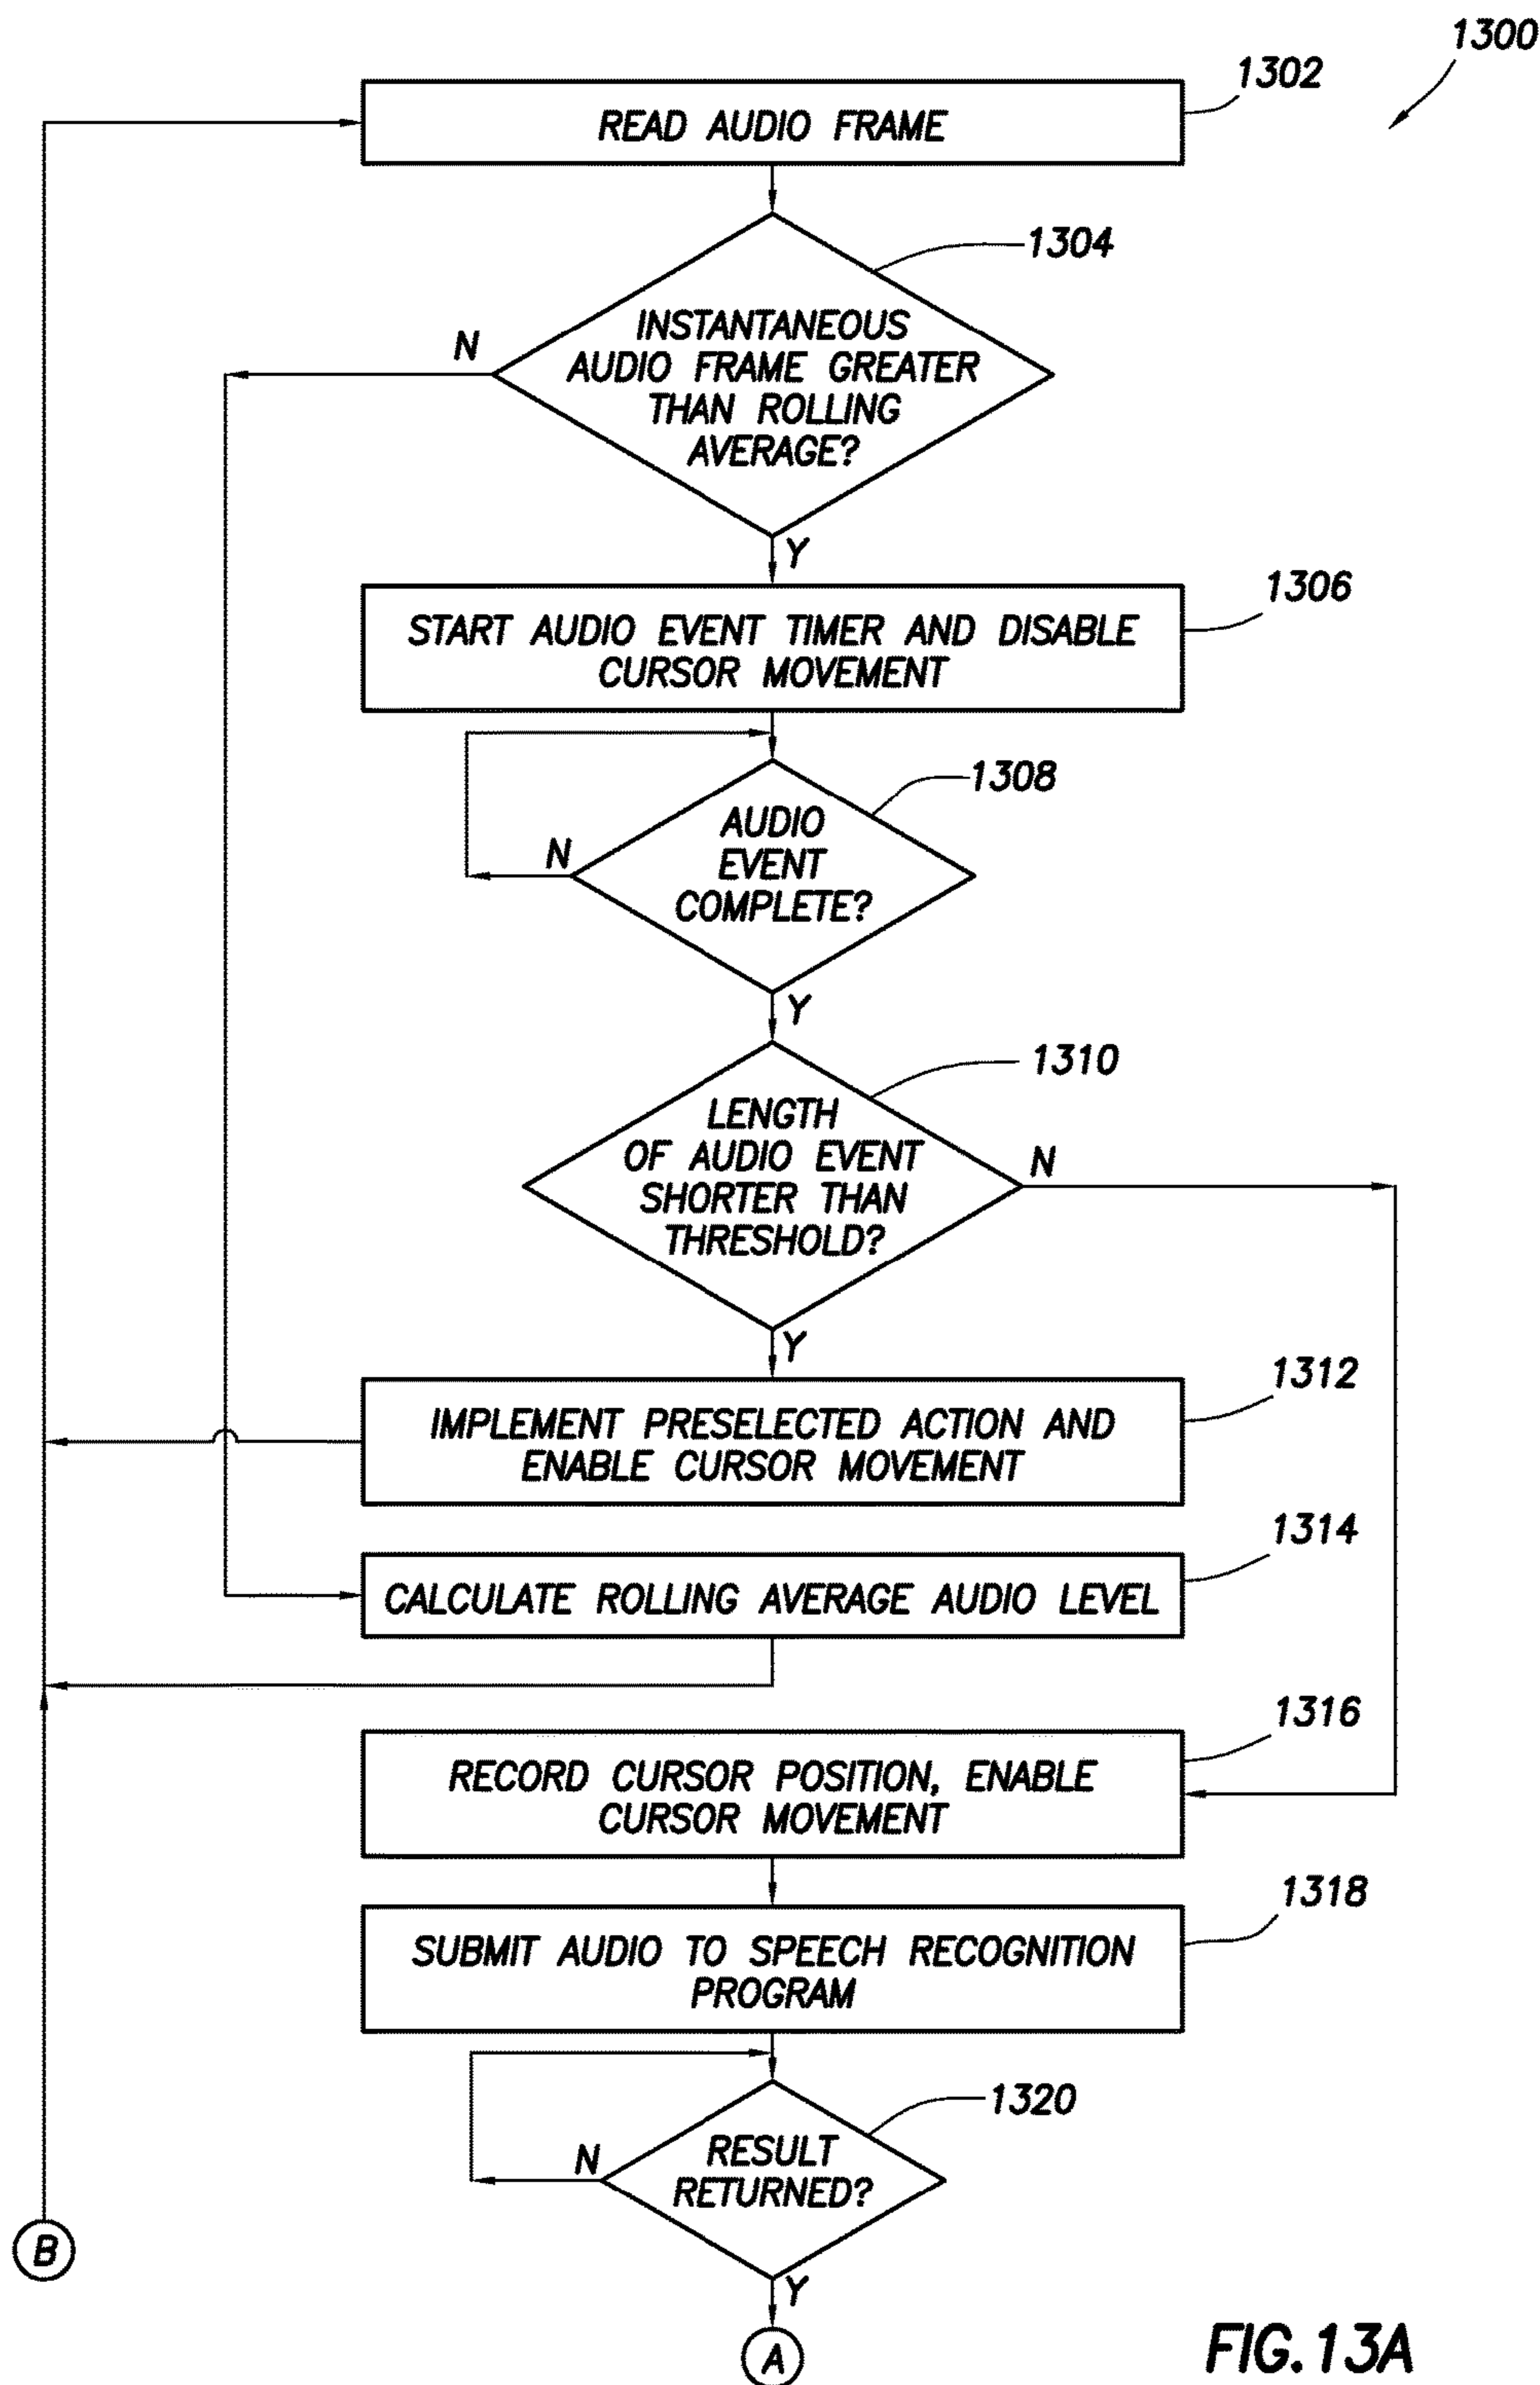 1300
1302
READ AUDIO FRAME
1304
INSTANTANEOUS
AUDIO FRAME GREATER
THAN ROLLING
AVERAGE?
N
Y
1306
START AUDIO EVENT TIMER AND DISABLE
CURSOR MOVEMENT
1308
AUDIO
EVENT
COMPLETE?
N
Y
1310
LENGTH
OF AUDIO EVENT
SHORTER THAN
THRESHOLD?
N
Y
1312
IMPLEMENT PRESELECTED ACTION AND
ENABLE CURSOR MOVEMENT
1314
CALCULATE ROLLING AVERAGE AUDIO LEVEL
1316
RECORD CURSOR POSITION, ENABLE
CURSOR MOVEMENT
1318
SUBMIT AUDIO TO SPEECH RECOGNITION
PROGRAM
1320
RESULT
RETURNED?
N
B
Y
A
FIG.13A